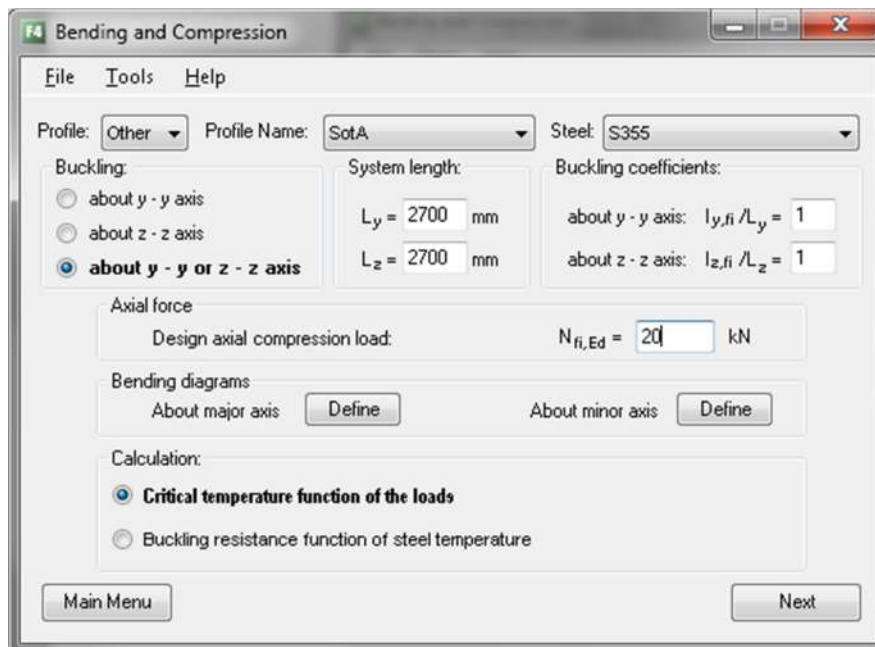 F4 Bending and Compression
File Tools Help
Profile: Other Profile Name: SotA Steel: S355
Buckling: System length: Buckling coefficients:
about y - y axis Ly = 2700 mm about y - y axis: ly,fi /Ly = 1
about z - z axis Lz = 2700 mm about z - z axis: lz,fi /Lz = 1
about y - y or z - z axis
Axial force
Design axial compression load: Nfi,Ed = 20 kN
Bending diagrams
About major axis Define About minor axis Define
Calculation:
Critical temperature function of the loads
Buckling resistance function of steel temperature
Main Menu Next